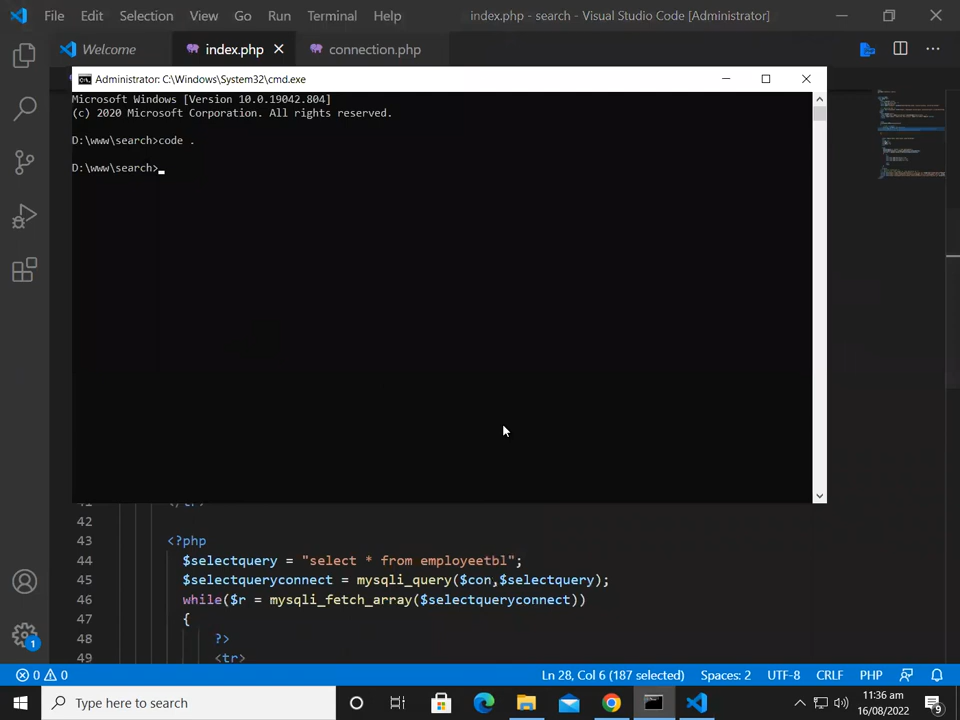 File Edit Selection View Go Run Terminal Help index.php - search - Visual Studio Code [Administrator]
Welcome index.php connection.php
Administrator: C:\Windows\System32\cmd.exe
Microsoft Windows [Version 10.0.19042.804]
(c) 2020 Microsoft Corporation. All rights reserved.
D:\www\search>code .
D:\www\search>
42
43 <?php
44 $selectquery = "select * from employeetbl";
45 $selectqueryconnect = mysqli_query($con,$selectquery);
46 while($r = mysqli_fetch_array($selectqueryconnect))
47 {
48 ?>
49 <tr>
1
0 0 Ln 28, Col 6 (187 selected) Spaces: 2 UTF-8 CRLF PHP
Type here to search
11:36 am
16/08/2022
9